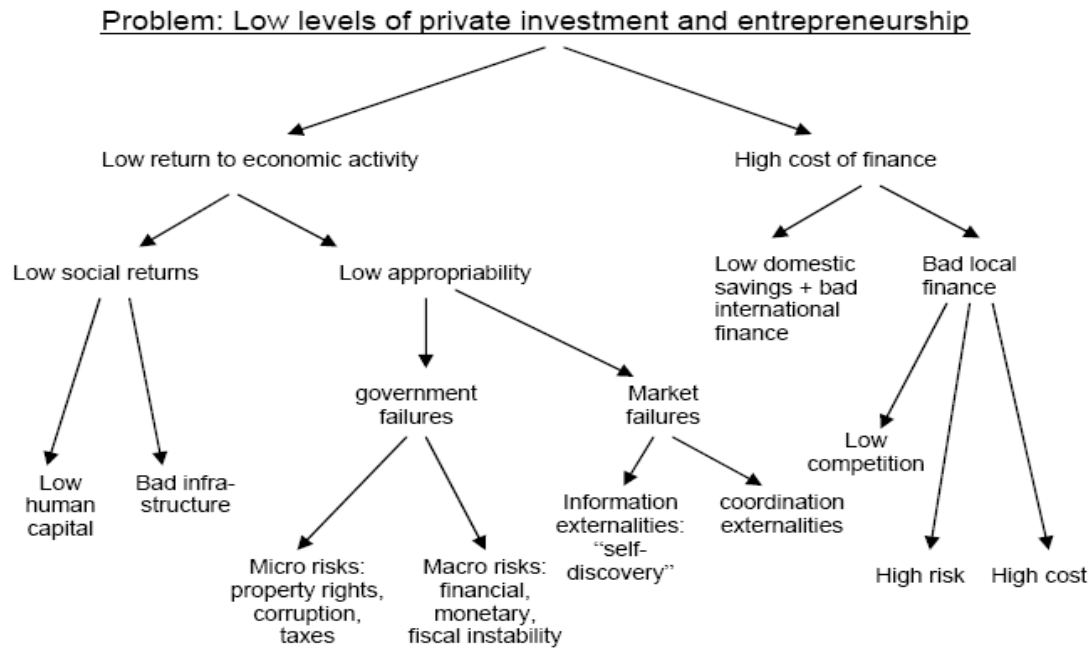 Problem: Low levels of private investment and entrepreneurship
Low return to economic activity
High cost of finance
Low social returns
Low appropriability
Low domestic
savings + bad
international
finance
Bad local
finance
government
failures
Market
failures
Low
competition
Low
human
capital
Bad infra-
structure
Information
externalities:
“self-
discovery”
coordination
externalities
Micro risks:
property rights,
corruption,
taxes
Macro risks:
financial,
monetary,
fiscal instability
High risk
High cost